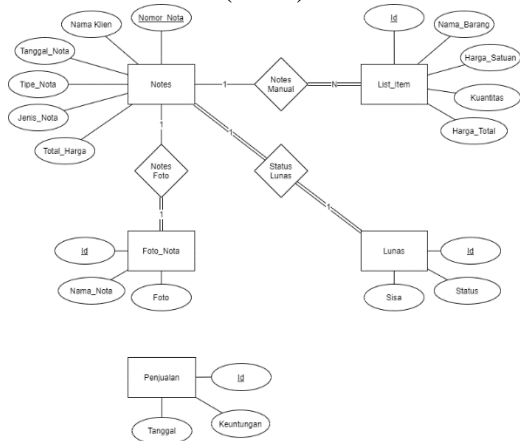 Nama Klien
Nomor_Nota
Tanggal_Nota
Tipe_Nota
Jenis_Nota
Total_Harga
Notes
1
Notes
Manual
N
Id
Nama_Barang
Harga_Satuan
List_Item
Kuantitas
Harga_Total
1
Notes
Foto
1
1
Status
Lunas
1
Id
Foto_Nota
Nama_Nota
Foto
Lunas
Id
Sisa
Status
Penjualan
Id
Tanggal
Keuntungan